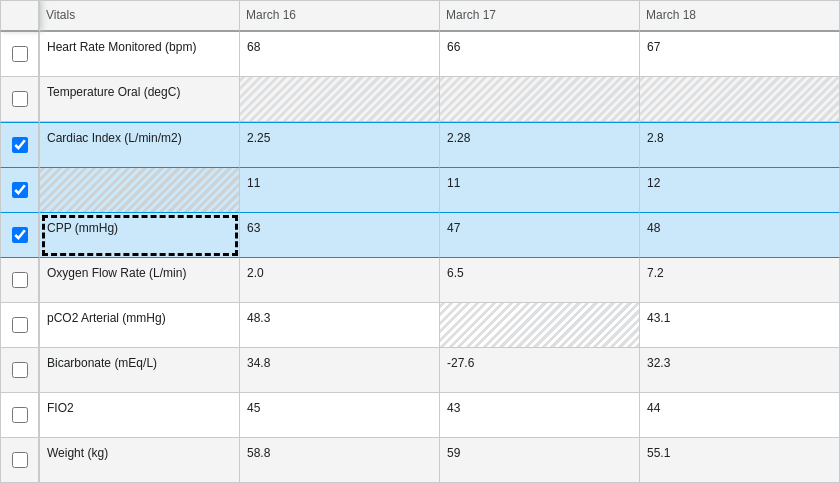 Vitals March 16 March 17 March 18
Heart Rate Monitored (bpm) 68 66 67
Temperature Oral (degC)
Cardiac Index (L/min/m2) 2.25 2.28 2.8
11 11 12
CPP (mmHg) 63 47 48
Oxygen Flow Rate (L/min) 2.0 6.5 7.2
pCO2 Arterial (mmHg) 48.3 43.1
Bicarbonate (mEq/L) 34.8 -27.6 32.3
FIO2 45 43 44
Weight (kg) 58.8 59 55.1